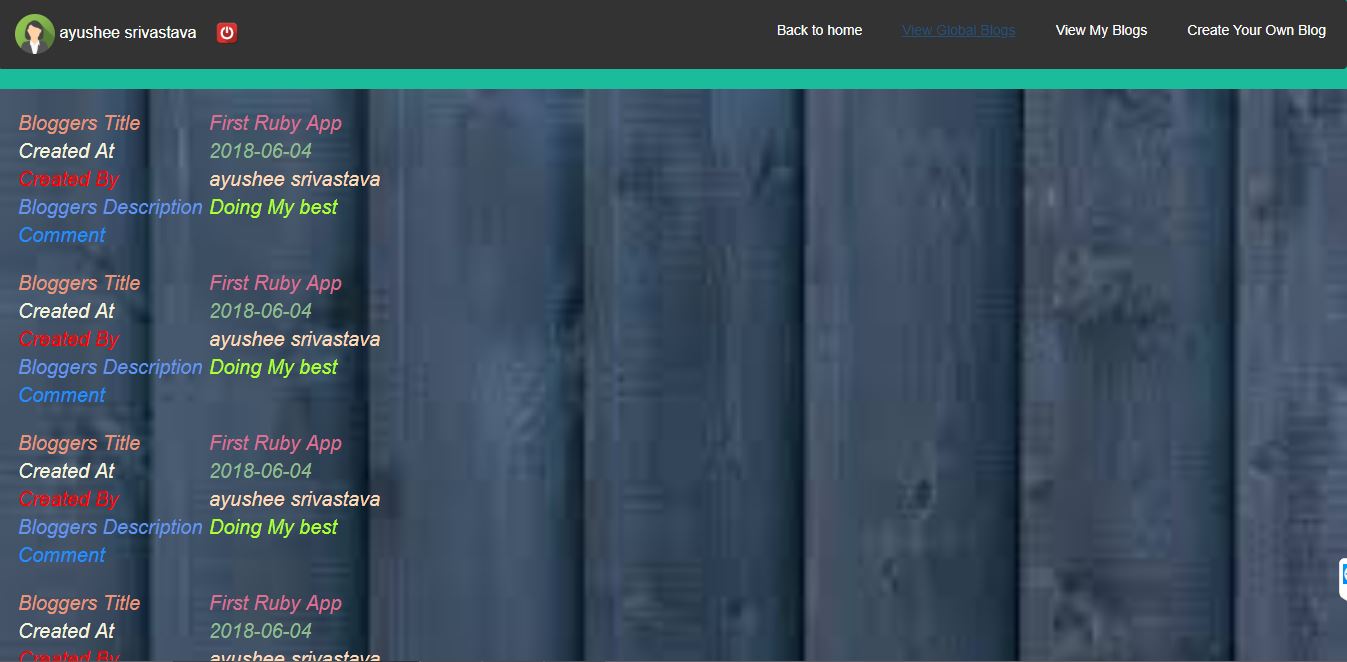 ayushee srivastava
Back to home View Global Blogs View My Blogs Create Your Own Blog
Bloggers Title First Ruby App
Created At 2018-06-04
Created By ayushee srivastava
Bloggers Description Doing My best
Comment
Bloggers Title First Ruby App
Created At 2018-06-04
Created By ayushee srivastava
Bloggers Description Doing My best
Comment
Bloggers Title First Ruby App
Created At 2018-06-04
Created By ayushee srivastava
Bloggers Description Doing My best
Comment
Bloggers Title First Ruby App
Created At 2018-06-04
Created By ayushee srivastava